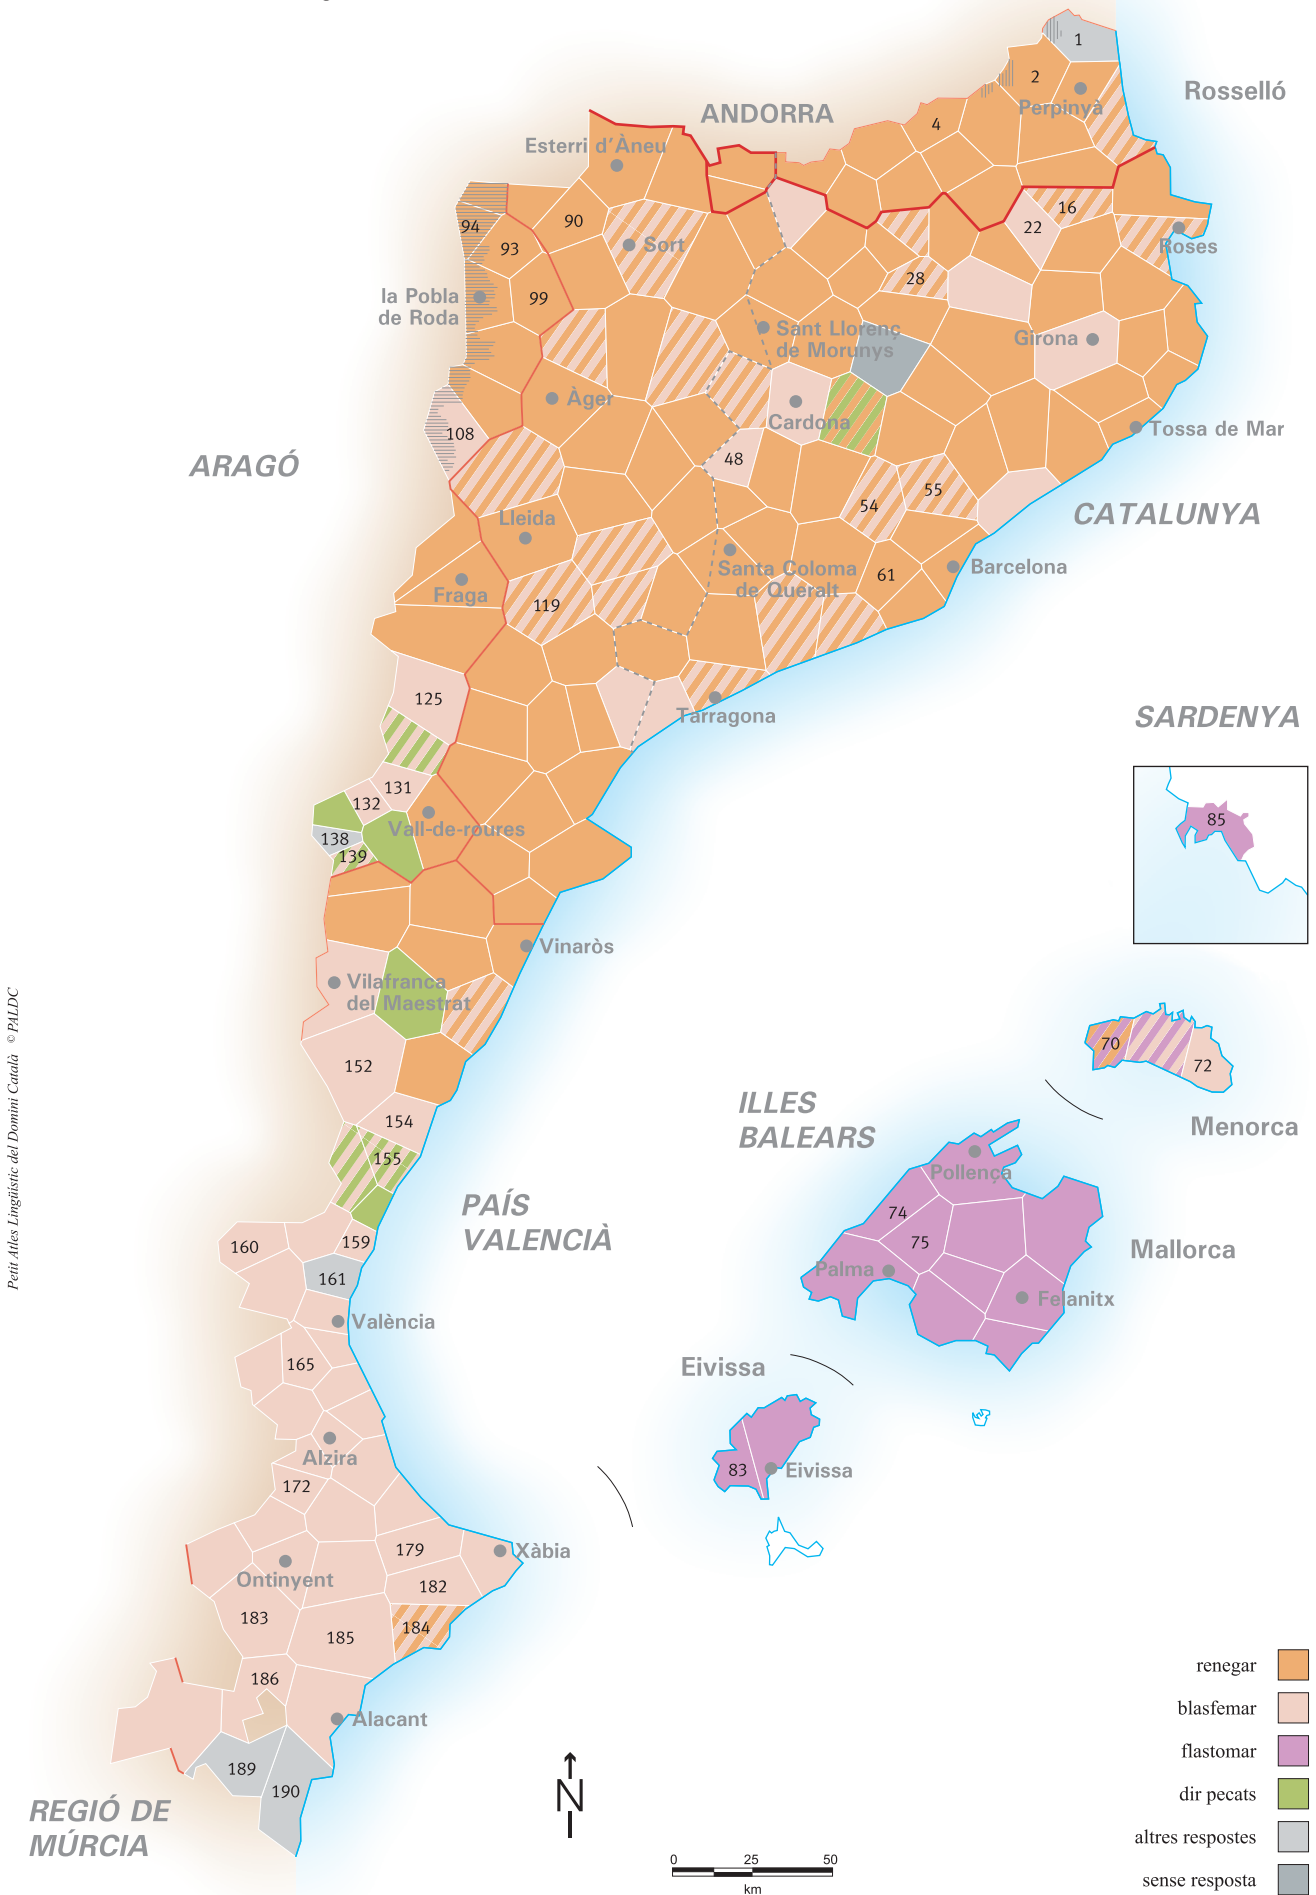 1
Rosselló
2
Perpinyà
ANDORRA
4
Esterri d'Àneu
16
90
94
22
93
Sort
Roses
28
la Pobla
de Roda
99
Sant Llorenç
de Morunys
Girona
Àger
Cardona
108
Tossa de Mar
ARAGÓ
48
55
54
CATALUNYA
Lleida
Santa Coloma
de Queralt
61
Barcelona
Fraga
119
125
Tarragona
SARDENYA
131
132
85
Vall-de-roures
138
139
Vinaròs
Vilafranca
del Maestrat
Petit Atles Lingüístic del Domini Català © PALDC
152
70
72
154
ILLES
BALEARS
Menorca
155
Pollença
PAÍS
VALENCIÀ
74
75
159
160
Mallorca
161
Palma
Felanitx
València
165
Eivissa
Alzira
83
Eivissa
172
179
Xàbia
Ontinyent
182
183
184
185
186
Alacant
189
190
REGIÓ DE
MÚRCIA
N
0 25 50
km
renegar
blasfemar
flastomar
dir pecats
altres respostes
sense resposta